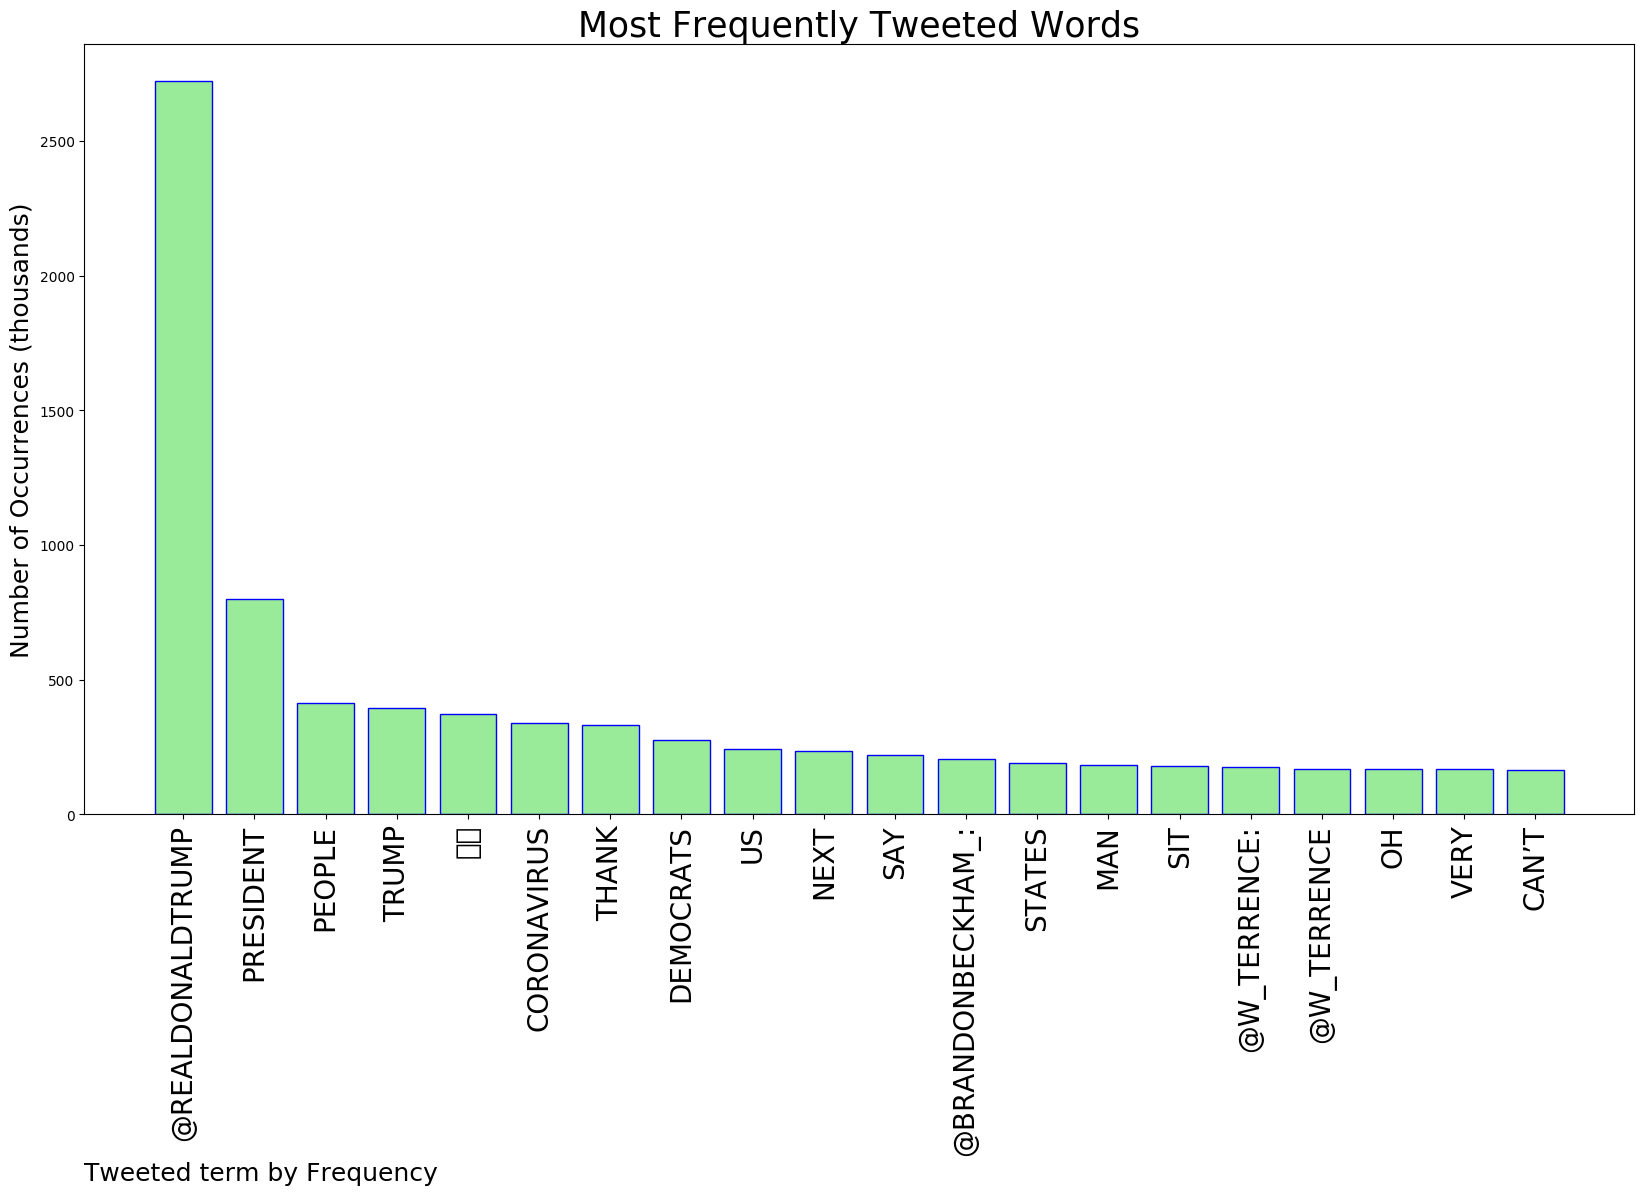 Most Frequently Tweeted Words
Number of Occurrences (thousands)
2500
2000
1500
1000
500
0
@REALDONALDTRUMP
PRESIDENT
PEOPLE
TRUMP
CORONAVIRUS
THANK
DEMOCRATS
US
NEXT
SAY
@BRANDONBECKHAM_:
STATES
MAN
SIT
@W_TERRENCE:
@W_TERRENCE
OH
VERY
CAN’T
Tweeted term by Frequency